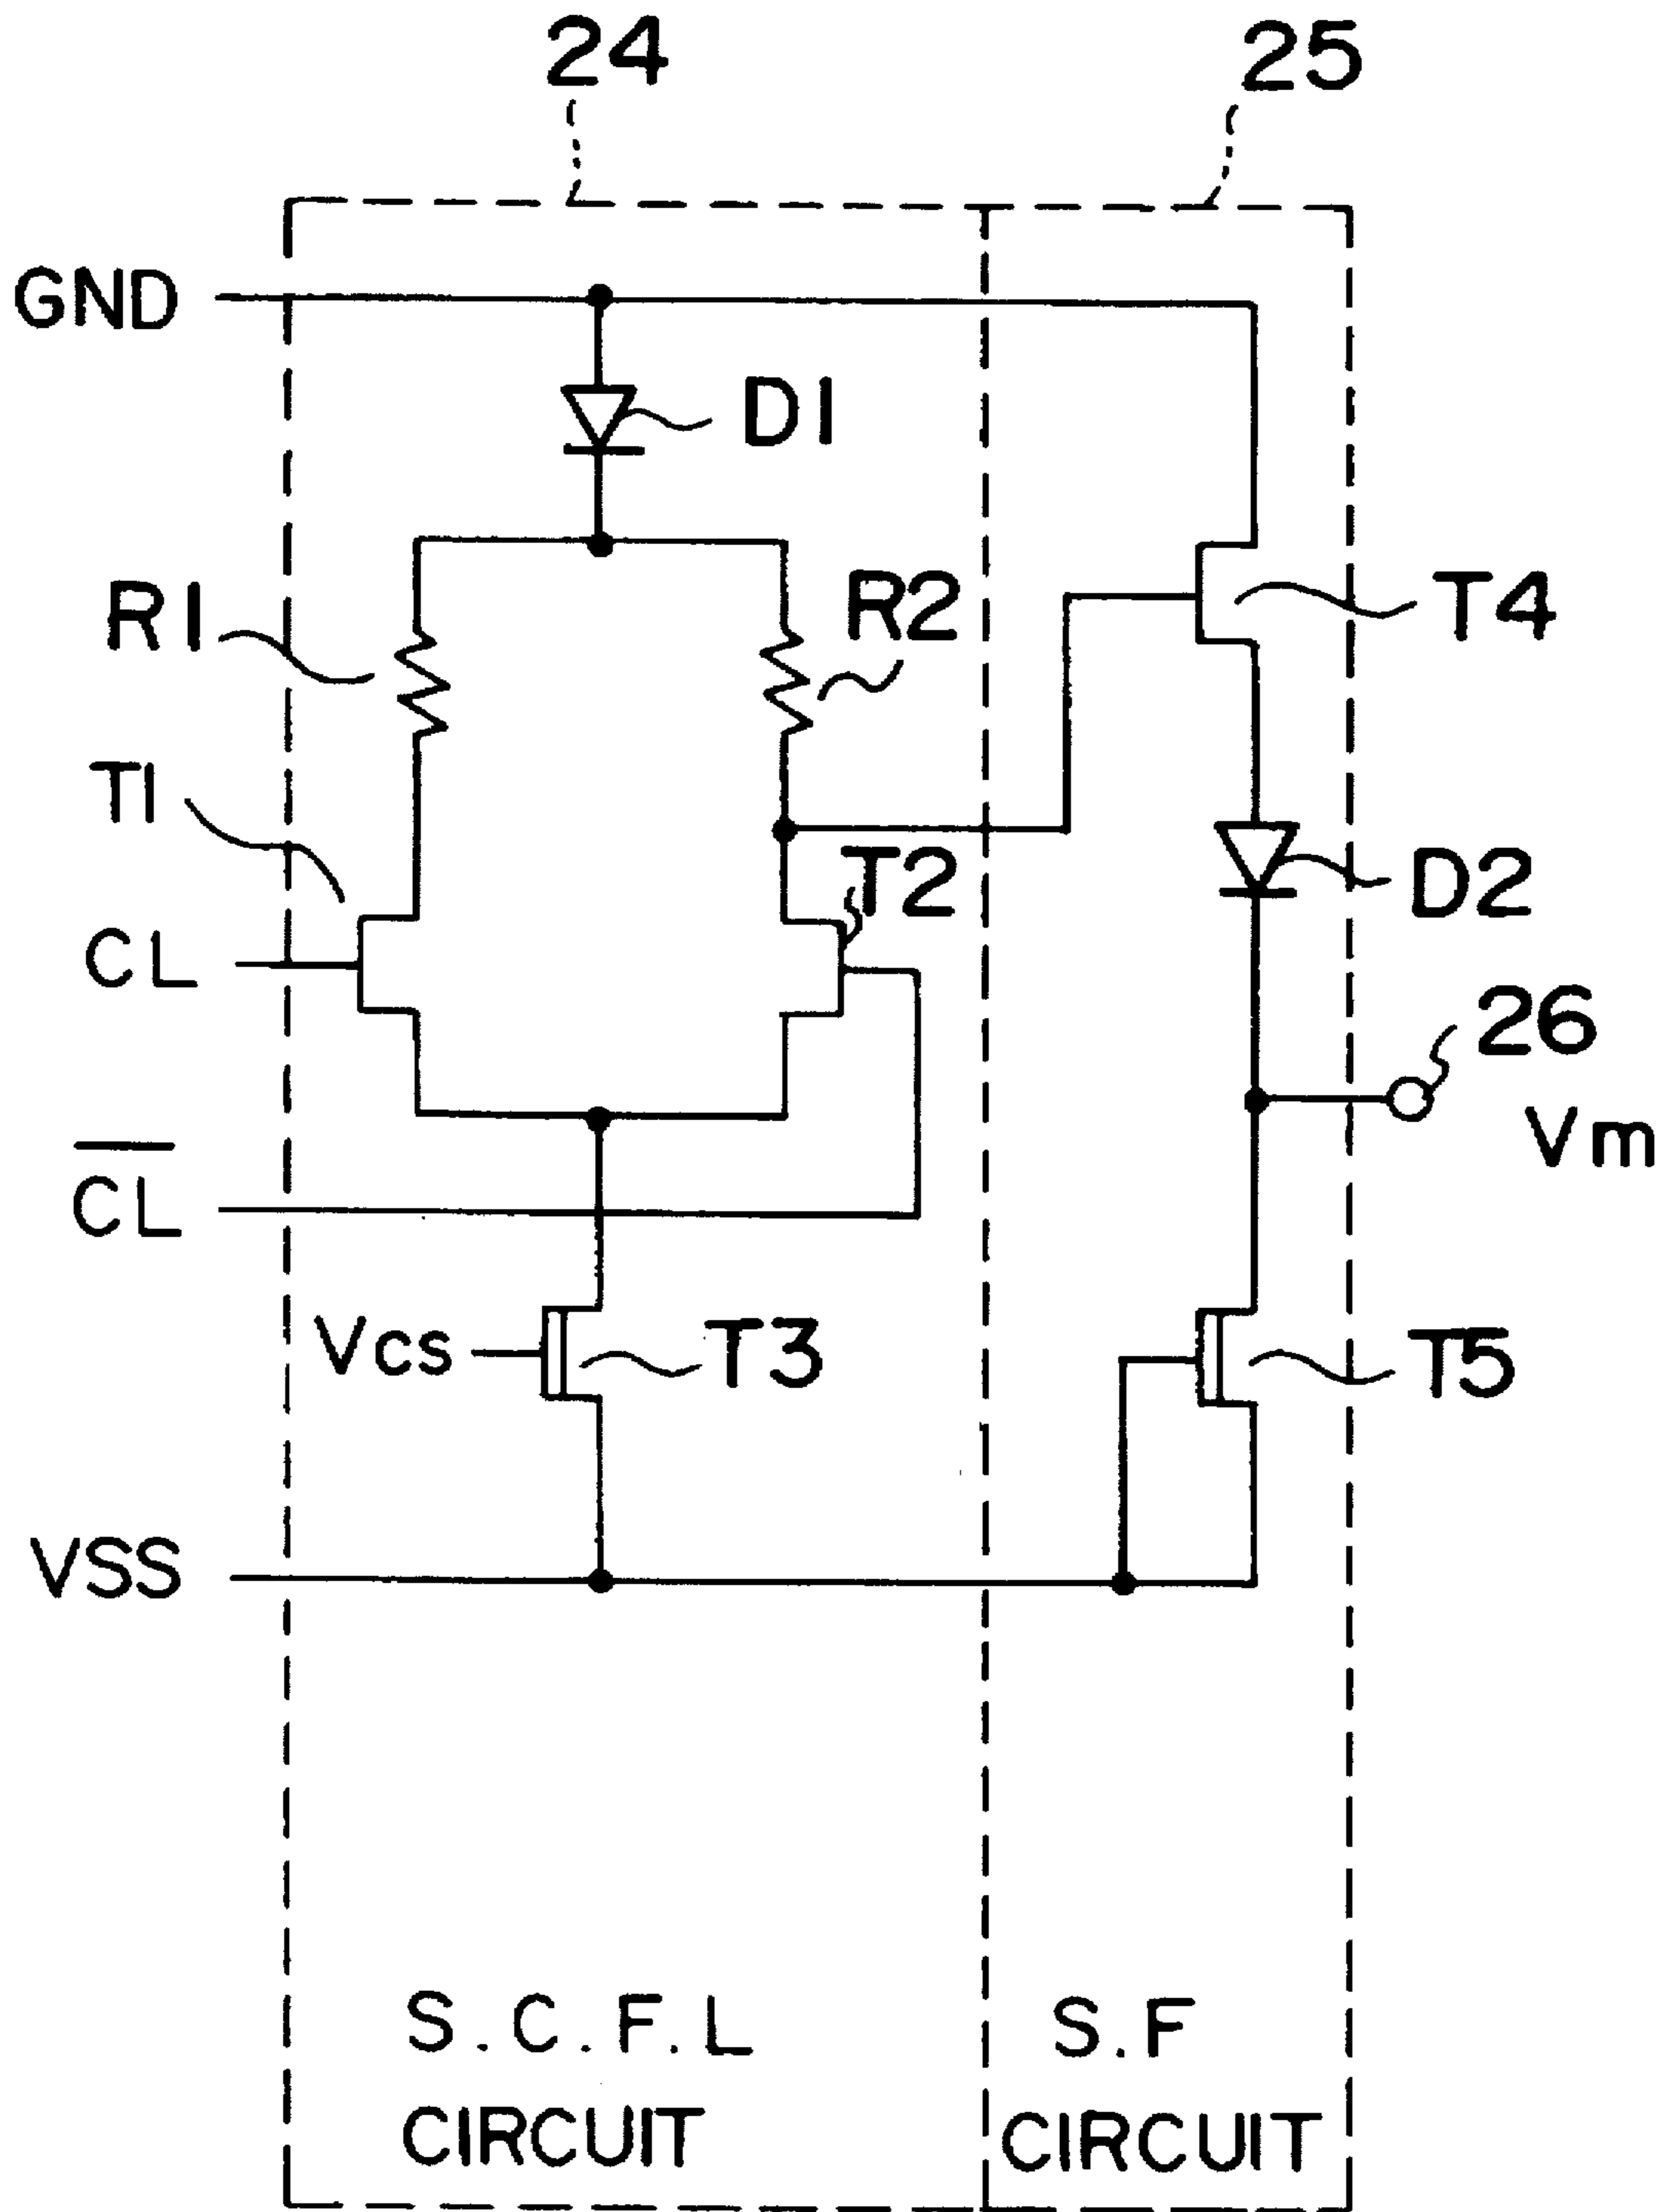 24 25
GND
D1
R1 R2 T4
T1
T2 D2
CL
26
Vm
C̅L̅
Vcs T3 T5
VSS
S.C.F.L S.F
CIRCUIT CIRCUIT